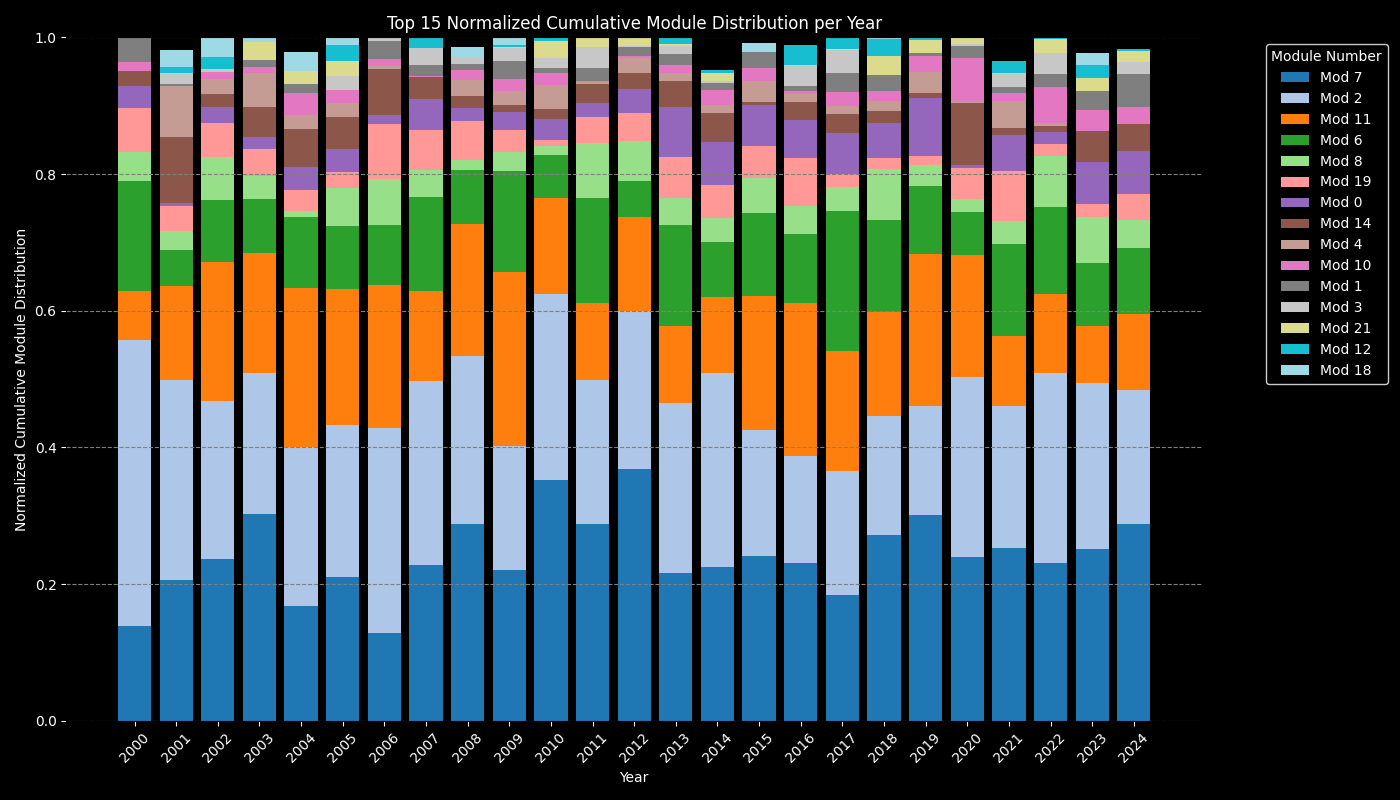 Top 15 Normalized Cumulative Module Distribution per Year
Normalized Cumulative Module Distribution
1.0
0.8
0.6
0.4
0.2
0.0
2000
2001
2002
2003
2004
2005
2006
2007
2008
2009
2010
2011
2012
2013
2014
2015
2016
2017
2018
2019
2020
2021
2022
2023
2024
Year
Module Number
Mod 7
Mod 2
Mod 11
Mod 6
Mod 8
Mod 19
Mod 0
Mod 14
Mod 4
Mod 10
Mod 1
Mod 3
Mod 21
Mod 12
Mod 18